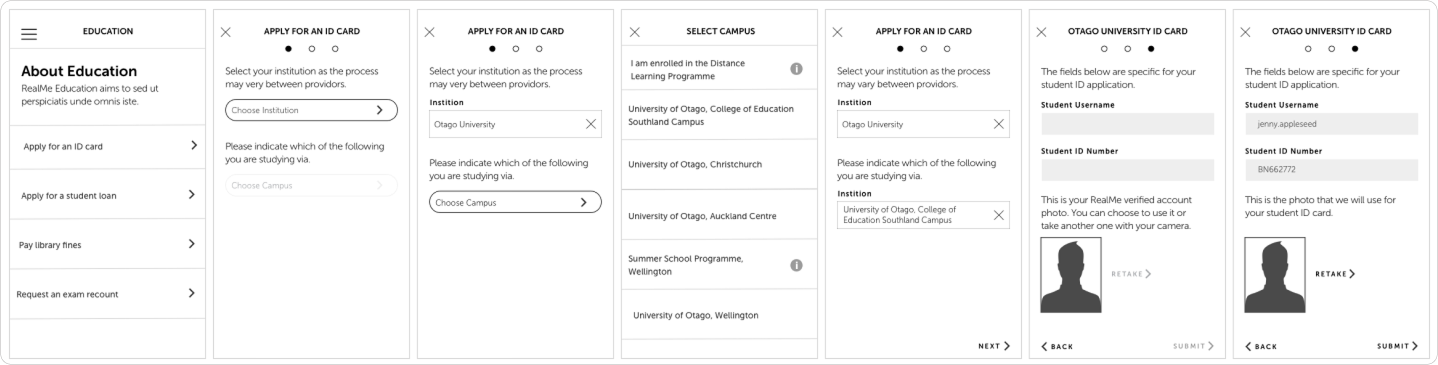 EDUCATION
About Education
RealMe Education aims to sed ut
perspiciatis unde omnis iste.
Apply for an ID card
Apply for a student loan
Pay library fines
Request an exam recount
APPLY FOR AN ID CARD
Select your institution as the process
may very between providors.
Choose Institution
Please indicate which of the following
you are studying via.
Choose Campus
APPLY FOR AN ID CARD
Select your institution as the process
may very between providors.
Instition
Otago University
Please indicate which of the following
you are studying via.
Choose Campus
SELECT CAMPUS
I am enrolled in the Distance
Learning Programme
i
University of Otago, College of Education
Southland Campus
University of Otago, Christchurch
University of Otago, Auckland Centre
Summer School Programme,
Wellington
i
University of Otago, Wellington
APPLY FOR AN ID CARD
Select your institution as the process
may vary between providors.
Instition
Otago University
Please indicate which of the following
you are studying via.
Instition
University of Otago, College of
Education Southland Campus
NEXT
OTAGO UNIVERSITY ID CARD
The fields below are specific for your
student ID application.
Student Username
Student ID Number
This is your RealMe verified account
photo. You can choose to use it or
take another one with your camera.
RETAKE
BACK
SUBMIT
OTAGO UNIVERSITY ID CARD
The fields below are specific for your
student ID application.
Student Username
jenny.appleseed
Student ID Number
BN662772
This is the photo that we will use for
your student ID card.
RETAKE
BACK
SUBMIT